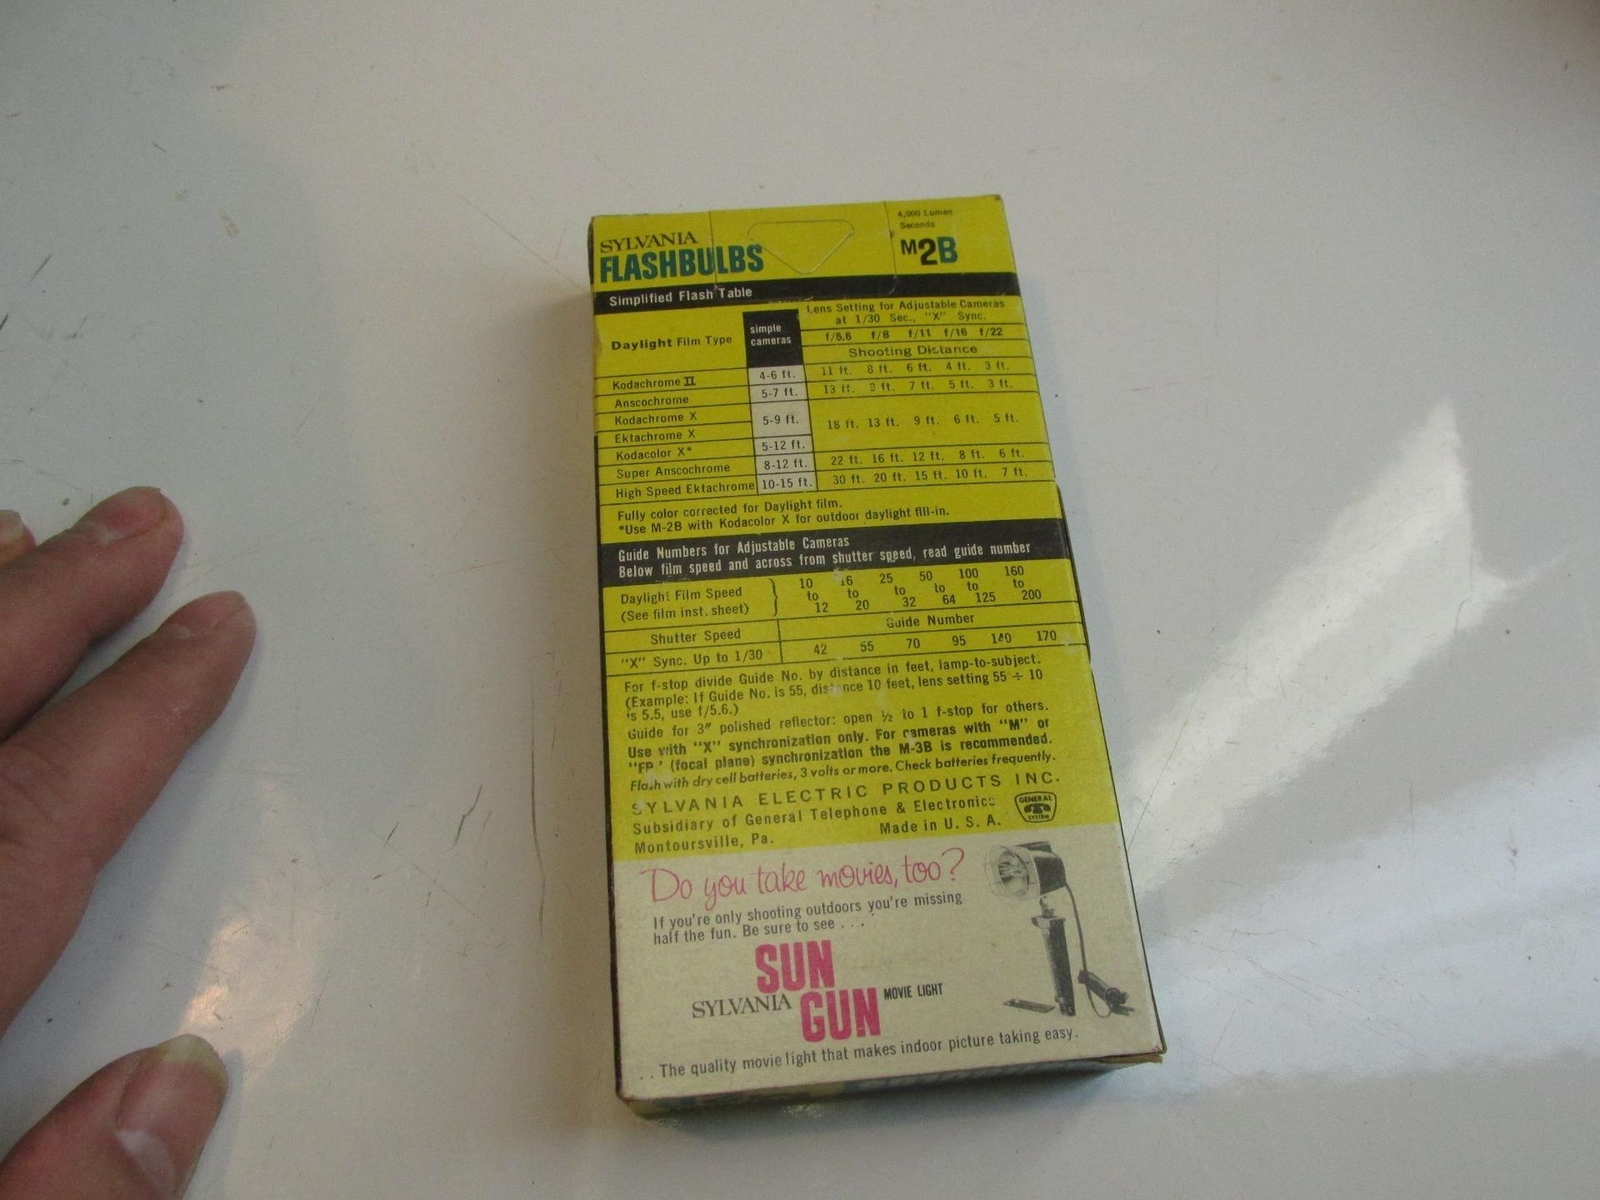 SYLVANIA
FLASHBULBS
4,000 Lumen
Seconds
M2B
Simplified Flash Table
Daylight Film Type
simple
cameras
Lens Setting for Adjustable Cameras
at 1/30 Sec., "X" Sync.
f/5.6 f/8 f/11 f/16 f/22
Shooting Distance
Kodachrome II 4-6 ft. 11 ft. 8 ft. 6 ft. 4 ft. 3 ft.
Anscochrome 5-7 ft. 13 ft. 9 ft. 7 ft. 5 ft. 3 ft.
Kodachrome X
Ektachrome X
5-9 ft. 18 ft. 13 ft. 9 ft. 6 ft. 5 ft.
Kodacolor X* 5-12 ft.
Super Anscochrome 8-12 ft. 22 ft. 16 ft. 12 ft. 8 ft. 6 ft.
High Speed Ektachrome 10-15 ft. 30 ft. 20 ft. 15 ft. 10 ft. 7 ft.
Fully color corrected for Daylight film.
*Use M-2B with Kodacolor X for outdoor daylight fill-in.
Guide Numbers for Adjustable Cameras
Below film speed and across from shutter speed, read guide number
Daylight Film Speed
(See film inst. sheet)
10 16 25 50 100 160
to to to to to to
12 20 32 64 125 200
Shutter Speed Guide Number
"X" Sync. Up to 1/30 42 55 70 95 140 170
For f-stop divide Guide No. by distance in feet, lamp-to-subject.
(Example: If Guide No. is 55, distance 10 feet, lens setting 55 ÷ 10
is 5.5, use f/5.6.)
Guide for 3" polished reflector: open ½ to 1 f-stop for others.
Use with "X" synchronization only. For cameras with "M" or
"FP" (focal plane) synchronization the M-3B is recommended.
Flash with dry cell batteries, 3 volts or more. Check batteries frequently.
SYLVANIA ELECTRIC PRODUCTS INC.
Subsidiary of General Telephone & Electronics
Montoursville, Pa. Made in U. S. A.
GENERAL
SYSTEM
Do you take movies, too?
If you're only shooting outdoors you're missing
half the fun. Be sure to see . . .
SUN
SYLVANIA GUN MOVIE LIGHT
. . The quality movie light that makes indoor picture taking easy.